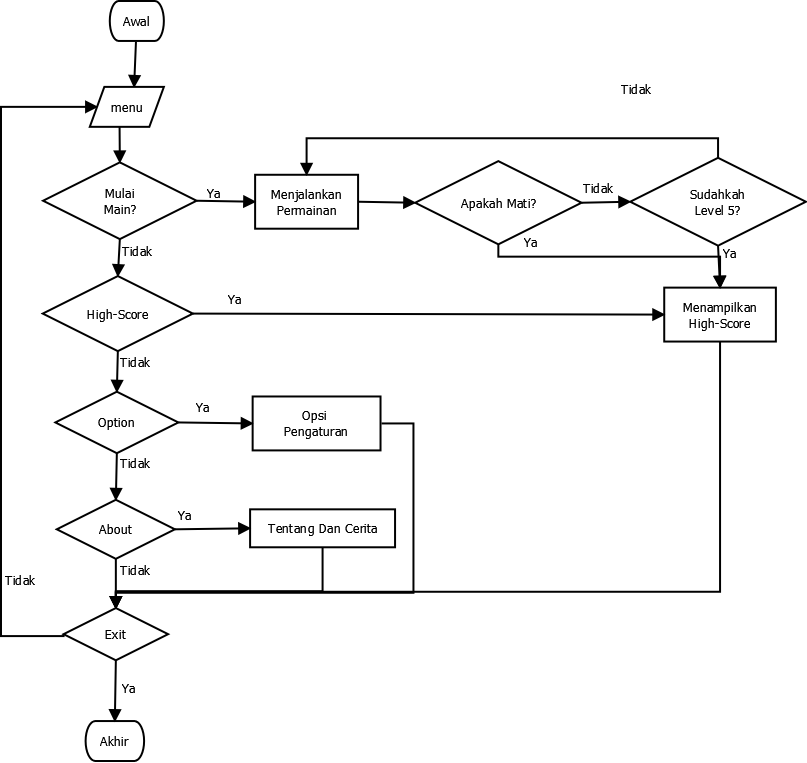 Awal
menu
Tidak
Mulai
Main?
Ya
Menjalankan
Permainan
Apakah Mati?
Tidak
Sudahkah
Level 5?
Tidak
Ya
Ya
High-Score
Ya
Menampilkan
High-Score
Tidak
Option
Ya
Opsi
Pengaturan
Tidak
About
Ya
Tentang Dan Cerita
Tidak
Tidak
Exit
Ya
Akhir